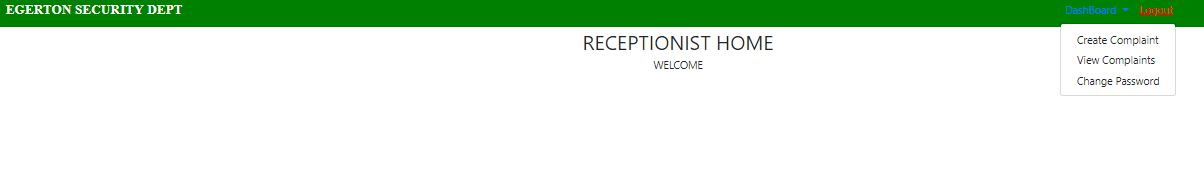 EGERTON SECURITY DEPT
DashBoard Logout
Create Complaint
View Complaints
Change Password
RECEPTIONIST HOME
WELCOME